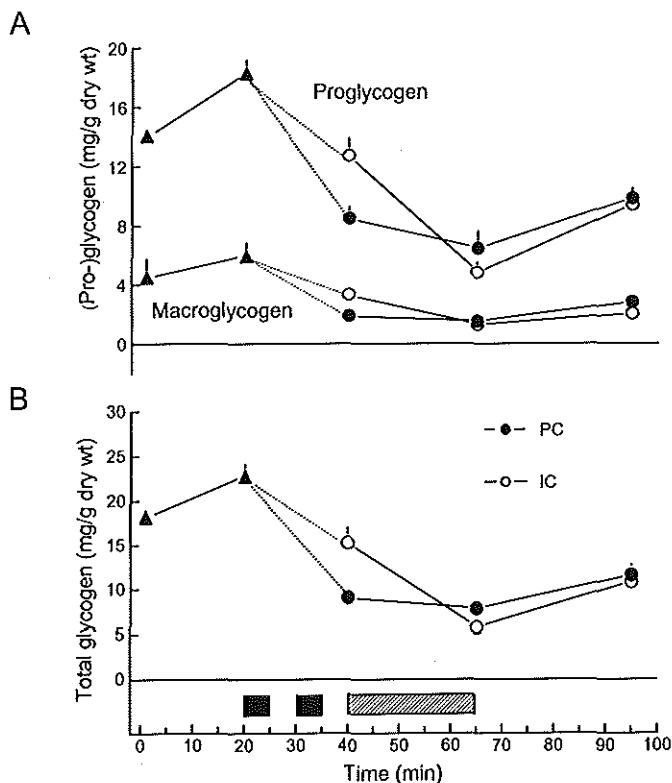 A
20
16
12
8
4
0
(Pro-)glycogen (mg/g dry wt)
Proglycogen
Macroglycogen
B
30
25
20
15
10
5
0
Total glycogen (mg/g dry wt)
PC
IC
0 10 20 30 40 50 60 70 80 90 100
Time (min)